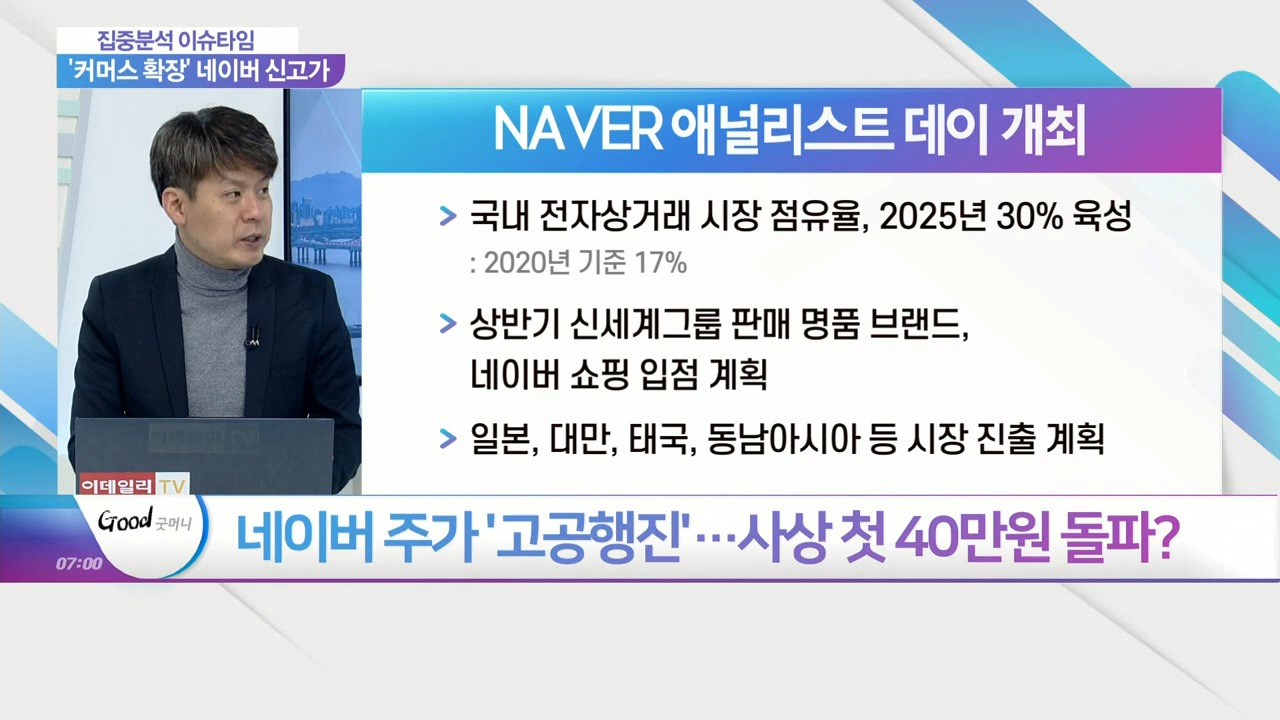 집중분석 이슈타임
'커머스 확장' 네이버 신고가
NAVER 애널리스트 데이 개최
> 국내 전자상거래 시장 점유율, 2025년 30% 육성
: 2020년 기준 17%
> 상반기 신세계그룹 판매 명품 브랜드,
네이버 쇼핑 입점 계획
> 일본, 대만, 태국, 동남아시아 등 시장 진출 계획
이데일리 TV
이데일리 TV
Good 굿머니
07:00
네이버 주가 '고공행진'…사상 첫 40만원 돌파?